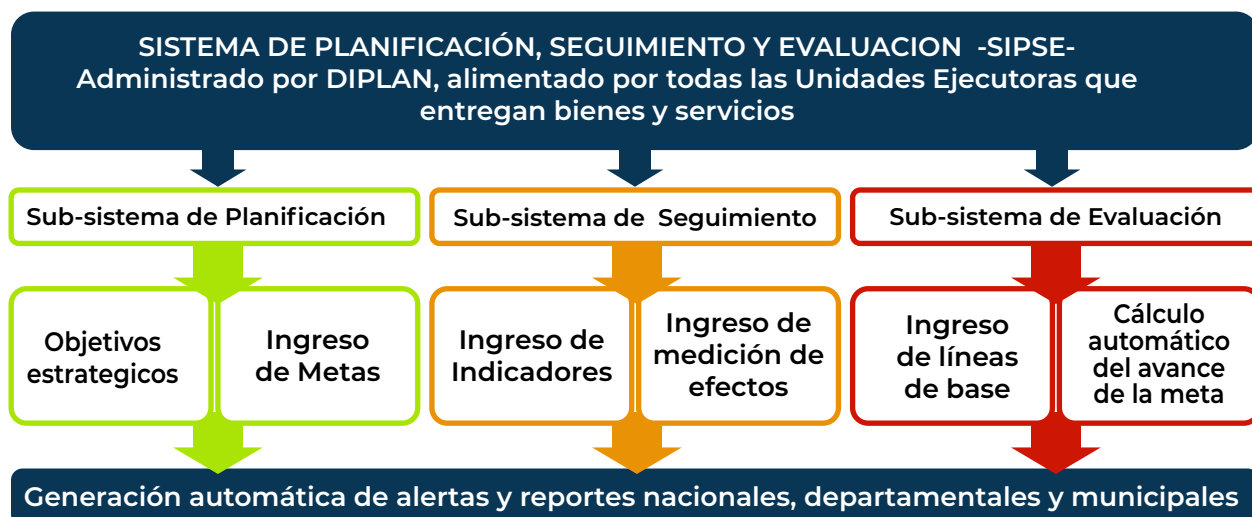 SISTEMA DE PLANIFICACIÓN, SEGUIMIENTO Y EVALUACION -SIPSE-
Administrado por DIPLAN, alimentado por todas las Unidades Ejecutoras que
entregan bienes y servicios
Sub-sistema de Planificación
Sub-sistema de Seguimiento
Sub-sistema de Evaluación
Objetivos
estrategicos
Ingreso
de Metas
Ingreso de
Indicadores
Ingreso de
medición de
efectos
Ingreso
de líneas
de base
Cálculo
automático
del avance
de la meta
Generación automática de alertas y reportes nacionales, departamentales y municipales